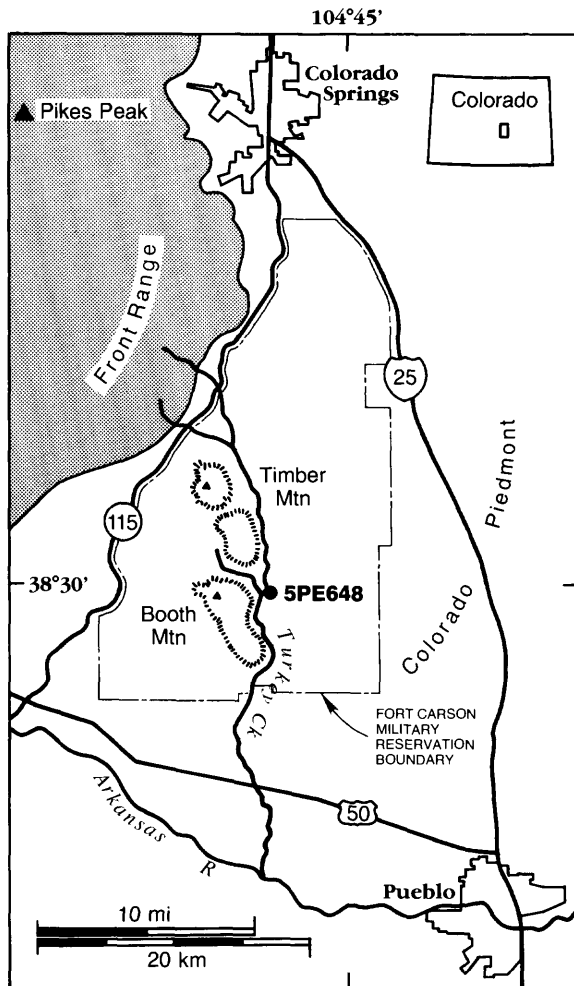 104°45'
Colorado
Springs
Colorado
Pikes Peak
Front Range
25
Timber
Mtn
115
Piedmont
38°30'
5PE648
Booth
Mtn
Colorado
Turkey Ck
FORT CARSON
MILITARY
RESERVATION
BOUNDARY
Arkansas R
50
Pueblo
10 mi
20 km